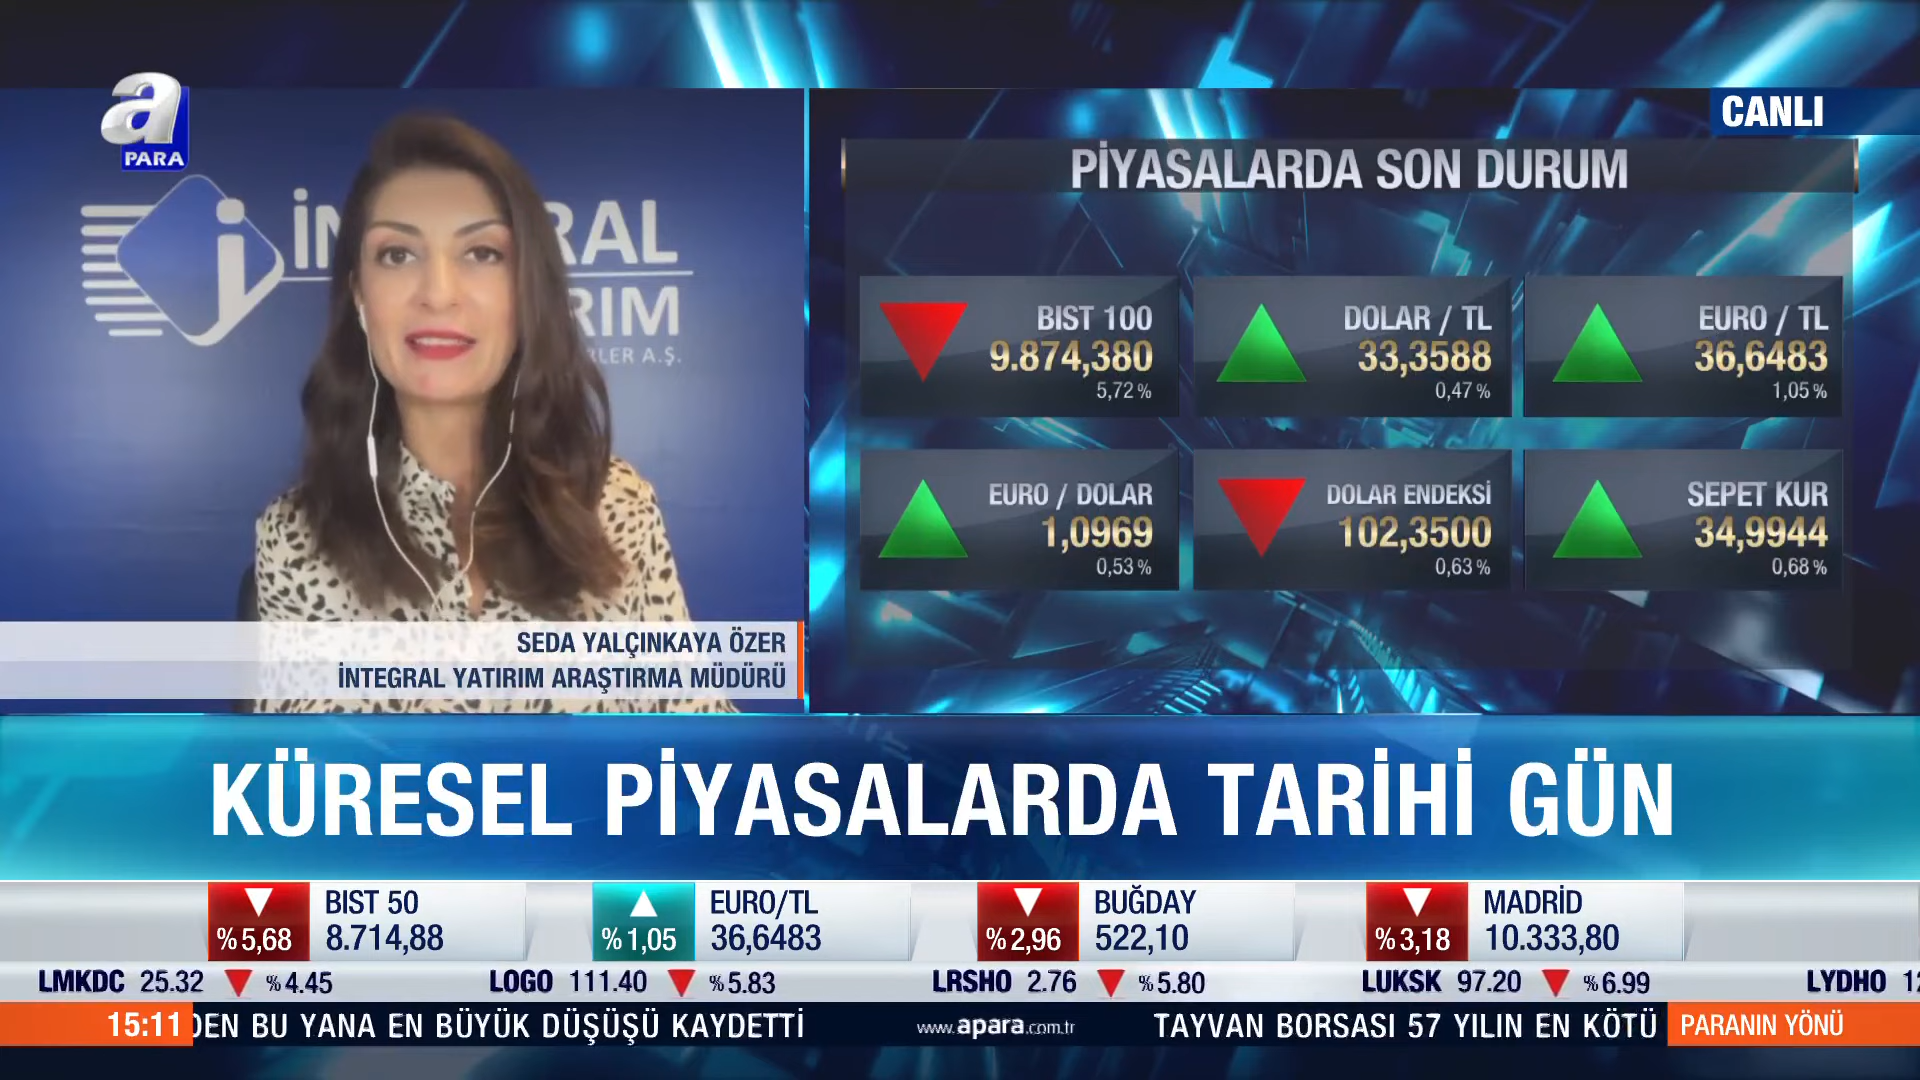 a
PARA
İN RAL
RIM
RLER A.Ş.
CANLI
PİYASALARDA SON DURUM
BIST 100
9.874,380
5,72 %
DOLAR / TL
33,3588
0,47 %
EURO / TL
36,6483
1,05 %
EURO / DOLAR
1,0969
0,53 %
DOLAR ENDEKSİ
102,3500
0,63 %
SEPET KUR
34,9944
0,68 %
SEDA YALÇINKAYA ÖZER
İNTEGRAL YATIRIM ARAŞTIRMA MÜDÜRÜ
KÜRESEL PİYASALARDA TARİHİ GÜN
%5,68 BIST 50 8.714,88
%1,05 EURO/TL 36,6483
%2,96 BUĞDAY 522,10
%3,18 MADRİD 10.333,80
LMKDC 25.32 %4.45 LOGO 111.40 %5.83 LRSHO 2.76 %5.80 LUKSK 97.20 %6.99 LYDHO 12
15:11 DEN BU YANA EN BÜYÜK DÜŞÜŞÜ KAYDETTİ www.apara.com.tr TAYVAN BORSASI 57 YILIN EN KÖTÜ PARANIN YÖNÜ